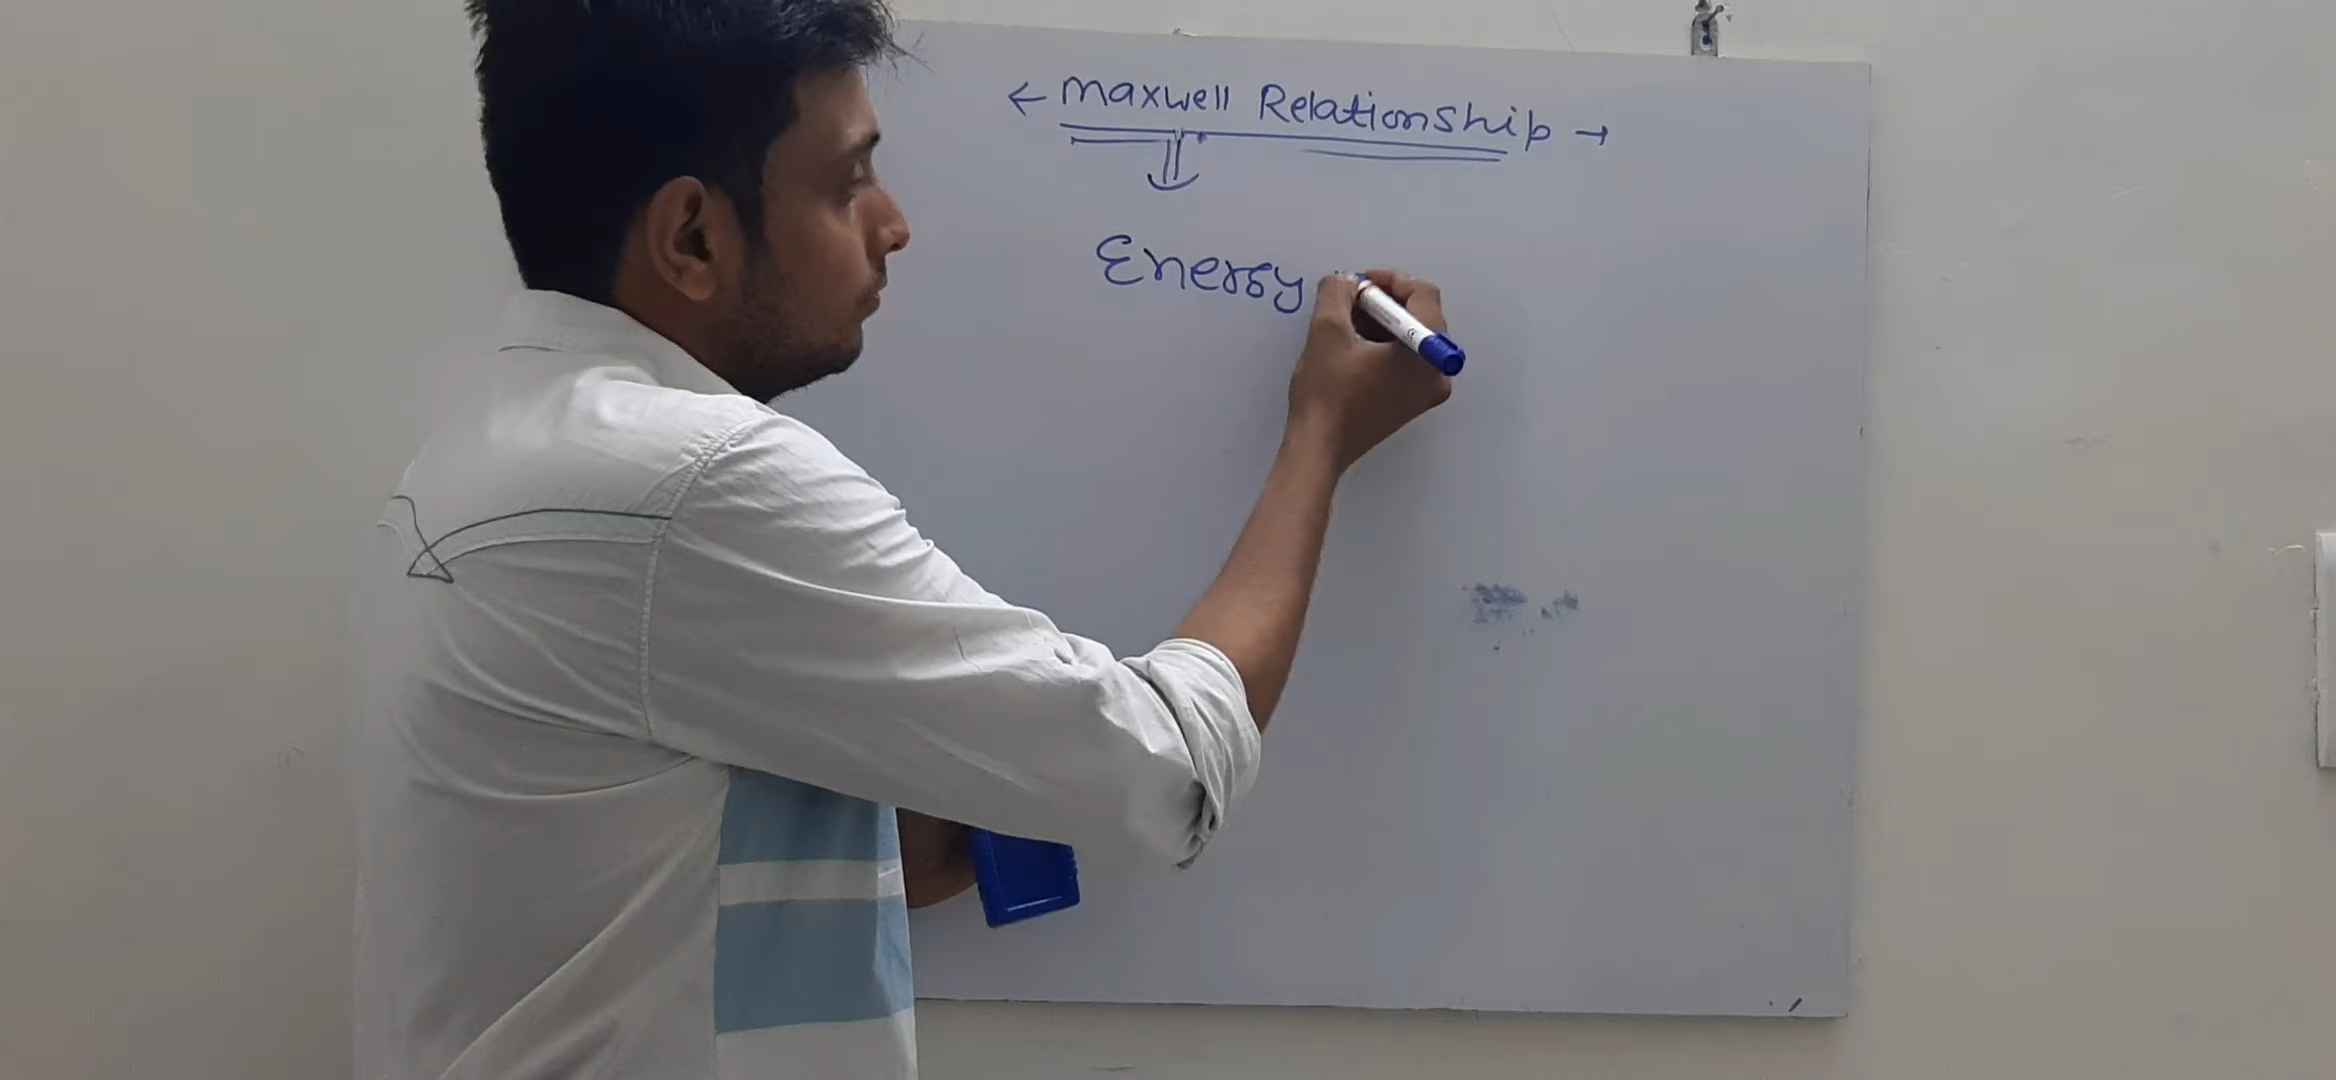 ← Maxwell Relationship →
Energy